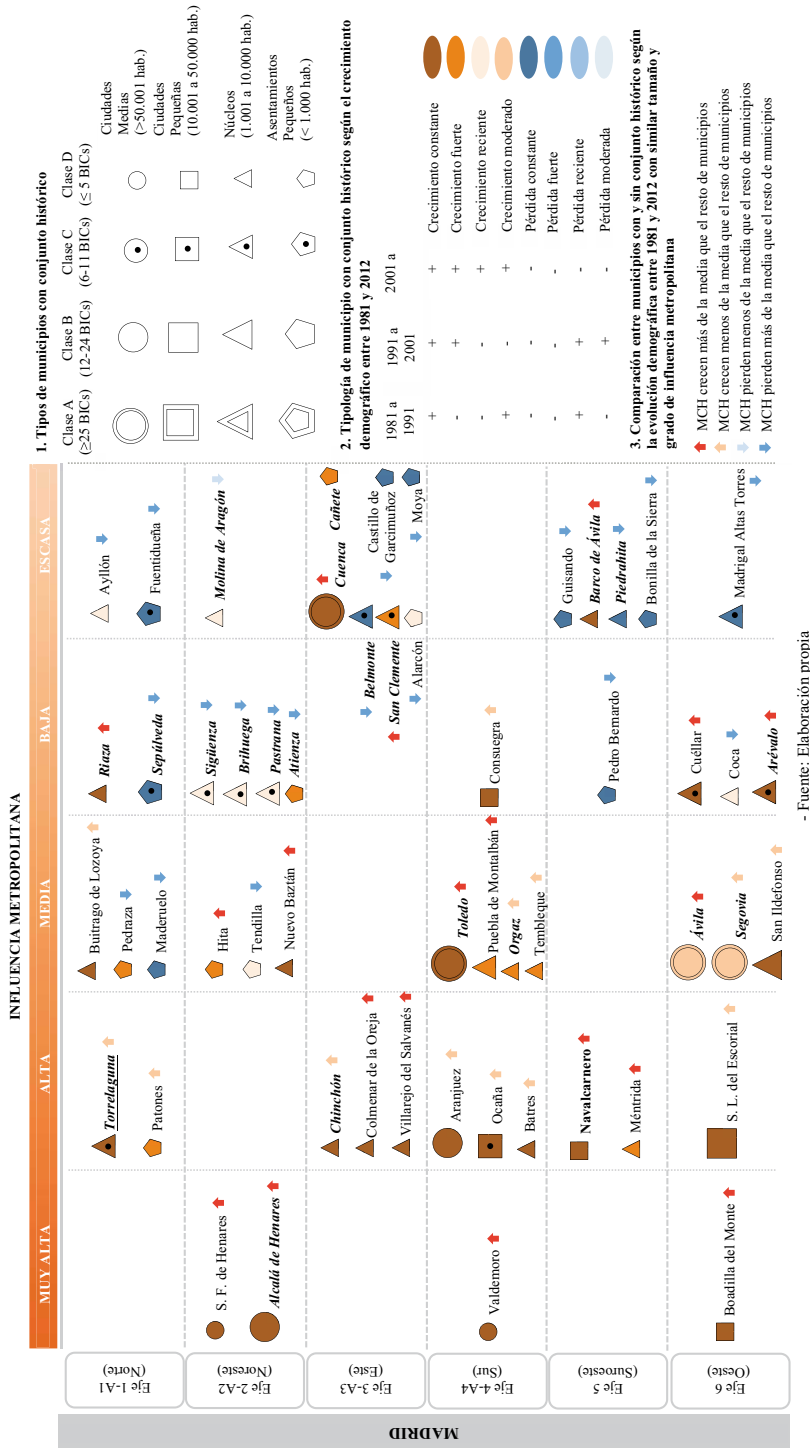 INFLUENCIA METROPOLITANA
MUY ALTA
ALTA
MEDIA
BAJA
ESCASA
MADRID
Eje 1-A1
(Norte)
Torrelaguna
Patones
Buitrago de Lozoya
Pedraza
Maderuelo
Riaza
Sepúlveda
Ayllón
Fuentidueña
Eje 2-A2
(Noreste)
S. F. de Henares
Alcalá de Henares
Hita
Tendilla
Nuevo Baztán
Sigüenza
Brihuega
Pastrana
Atienza
Molina de Aragón
Eje 3-A3
(Este)
Chinchón
Colmenar de la Oreja
Villarejo del Salvanés
Belmonte
San Clemente
Alarcón
Cuenca
Cañete
Castillo de
Garcimuñoz
Moya
Eje 4-A4
(Sur)
Valdemoro
Aranjuez
Ocaña
Batres
Toledo
Puebla de Montalbán
Orgaz
Tembleque
Consuegra
Eje 5
(Suroeste)
Navalcarnero
Méntrida
Pedro Bernardo
Guisando
Barco de Ávila
Piedrahita
Bonilla de la Sierra
Eje 6
(Oeste)
Boadilla del Monte
S. L. del Escorial
Ávila
Segovia
San Ildefonso
Cuéllar
Coca
Arévalo
Madrigal Altas Torres
1. Tipos de municipios con conjunto histórico
Clase A
(≥25 BICs)
Clase B
(12-24 BICs)
Clase C
(6-11 BICs)
Clase D
(≤ 5 BICs)
Ciudades
Medias
(>50.001 hab.)
Ciudades
Pequeñas
(10.001 a 50.000 hab.)
Núcleos
(1.001 a 10.000 hab.)
Asentamientos
Pequeños
(< 1.000 hab.)
2. Tipología de municipio con conjunto histórico según el crecimiento
demográfico entre 1981 y 2012
1981 a
1991
1991 a
2001
2001 a
+ + + Crecimiento constante
- + + Crecimiento fuerte
- - + Crecimiento reciente
+ - + Crecimiento moderado
- - - Pérdida constante
- - - Pérdida fuerte
+ + - Pérdida reciente
- + - Pérdida moderada
3. Comparación entre municipios con y sin conjunto histórico según
la evolución demográfica entre 1981 y 2012 con similar tamaño y
grado de influencia metropolitana
MCH crecen más de la media que el resto de municipios
MCH crecen menos de la media que el resto de municipios
MCH pierden menos de la media que el resto de municipios
MCH pierden más de la media que el resto de municipios
- Fuente: Elaboración propia